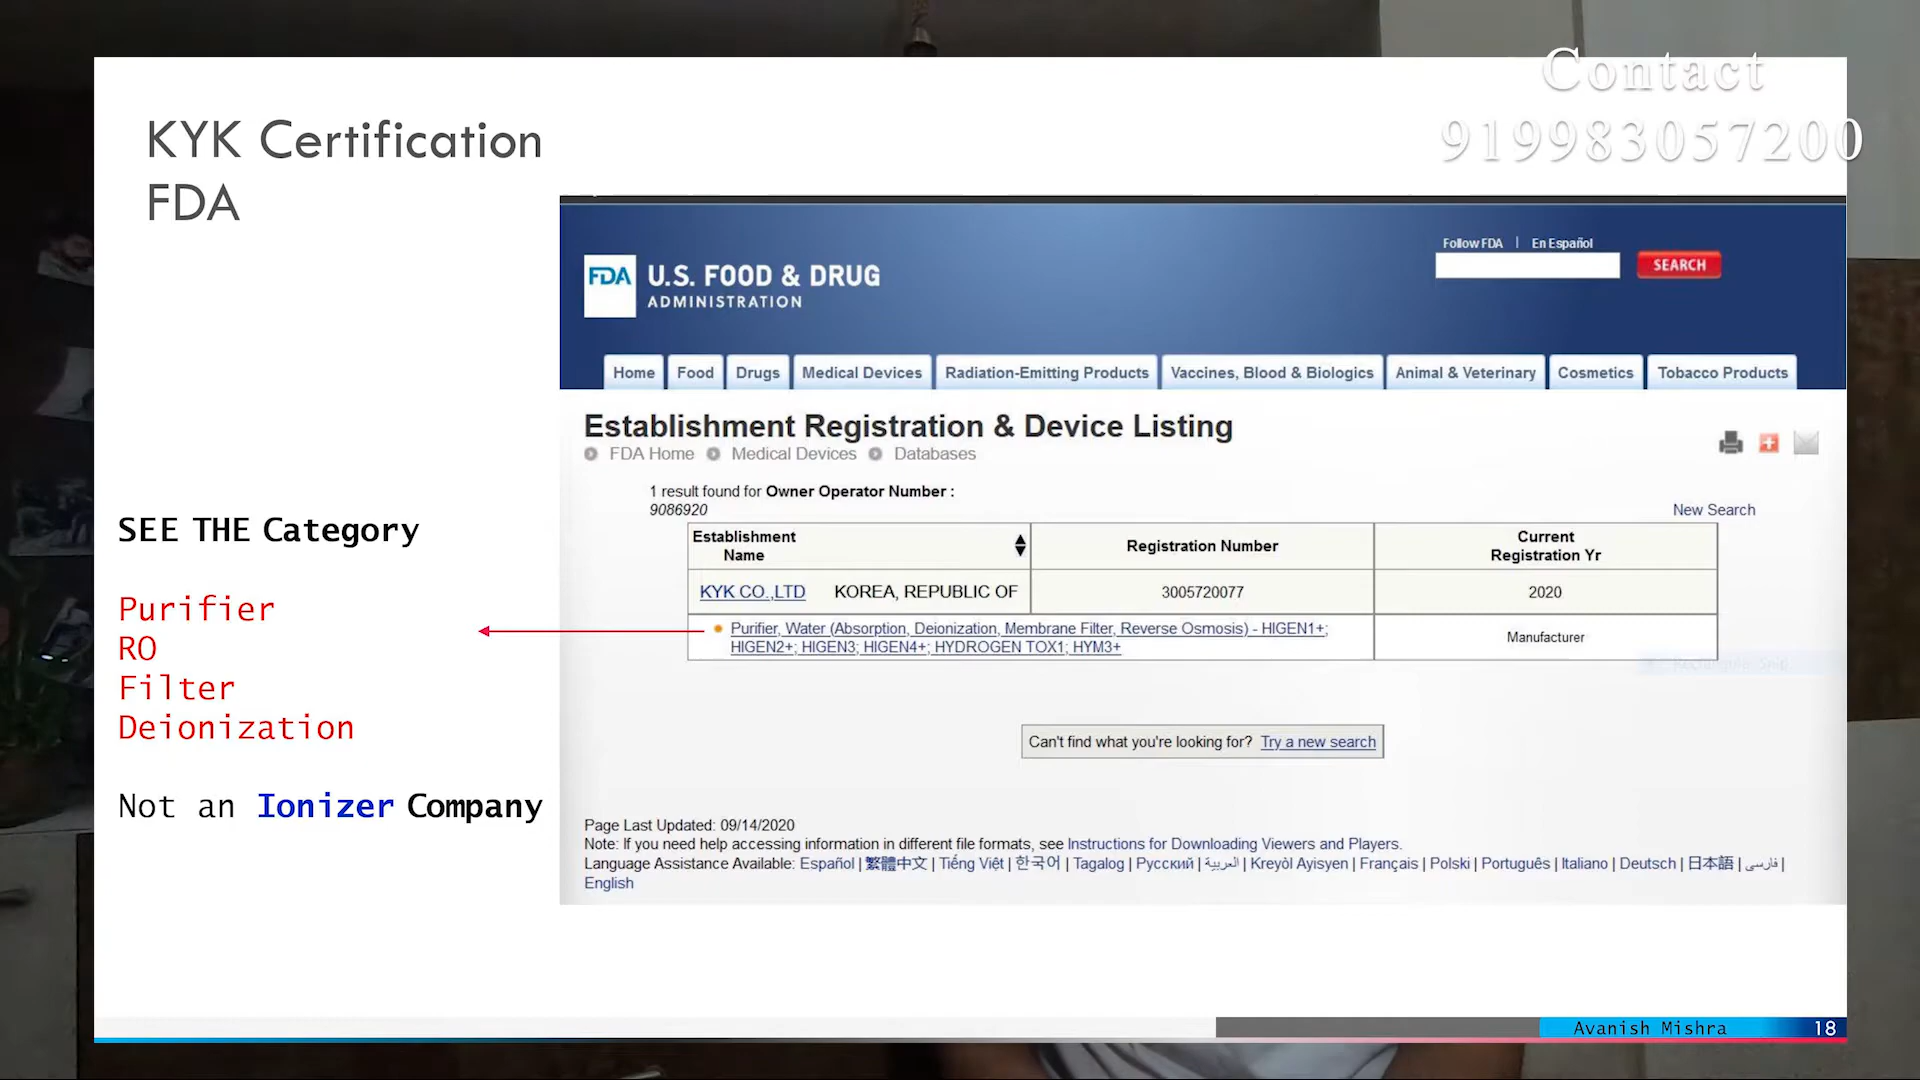 Contact
919983057200
KYK Certification
FDA
Follow FDA | En Español
SEARCH
FDA U.S. FOOD & DRUG
ADMINISTRATION
Home Food Drugs Medical Devices Radiation-Emitting Products Vaccines, Blood & Biologics Animal & Veterinary Cosmetics Tobacco Products
Establishment Registration & Device Listing
FDA Home Medical Devices Databases
1 result found for Owner Operator Number :
9086920
New Search
Establishment
Name
Registration Number
Current
Registration Yr
KYK CO.,LTD KOREA, REPUBLIC OF 3005720077 2020
Purifier, Water (Absorption, Deionization, Membrane Filter, Reverse Osmosis) - HIGEN1+;
HIGEN2+; HIGEN3; HIGEN4+; HYDROGEN TOX1; HYM3+
Manufacturer
Can't find what you're looking for? Try a new search
Page Last Updated: 09/14/2020
Note: If you need help accessing information in different file formats, see Instructions for Downloading Viewers and Players.
Language Assistance Available: Español | 繁體中文 | Tiếng Việt | 한국어 | Tagalog | Русский | العربية | Kreyòl Ayisyen | Français | Polski | Português | Italiano | Deutsch | 日本語 | فارسی |
English
SEE THE Category
Purifier
RO
Filter
Deionization
Not an Ionizer Company
Rectangular Snip
Avanish Mishra 18